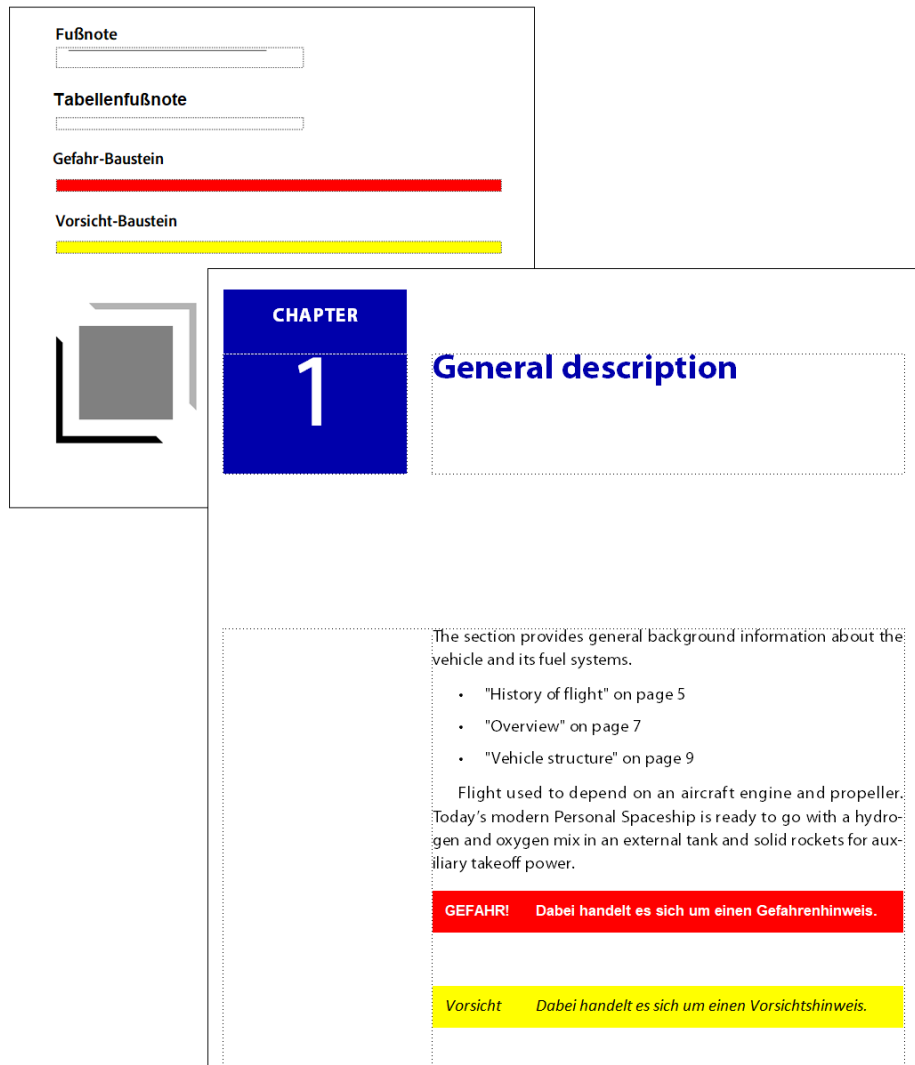 Fußnote
Tabellenfußnote
Gefahr-Baustein
Vorsicht-Baustein
CHAPTER
1
General description
The section provides general background information about the
vehicle and its fuel systems.
• "History of flight" on page 5
• "Overview" on page 7
• "Vehicle structure" on page 9
Flight used to depend on an aircraft engine and propeller.
Today's modern Personal Spaceship is ready to go with a hydro-
gen and oxygen mix in an external tank and solid rockets for aux-
iliary takeoff power.
GEFAHR! Dabei handelt es sich um einen Gefahrenhinweis.
Vorsicht Dabei handelt es sich um einen Vorsichtshinweis.